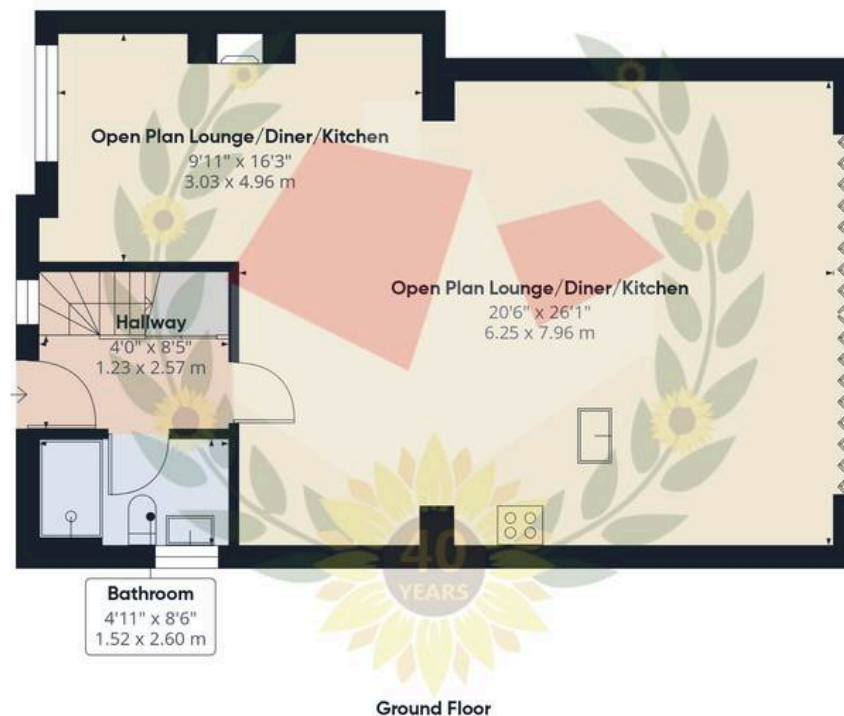 Open Plan Lounge/Diner/Kitchen
9'11" x 16'3"
3.03 x 4.96 m
Open Plan Lounge/Diner/Kitchen
20'6" x 26'1"
6.25 x 7.96 m
Hallway
4'0" x 8'5"
1.23 x 2.57 m
40
YEARS
Bathroom
4'11" x 8'6"
1.52 x 2.60 m
Ground Floor